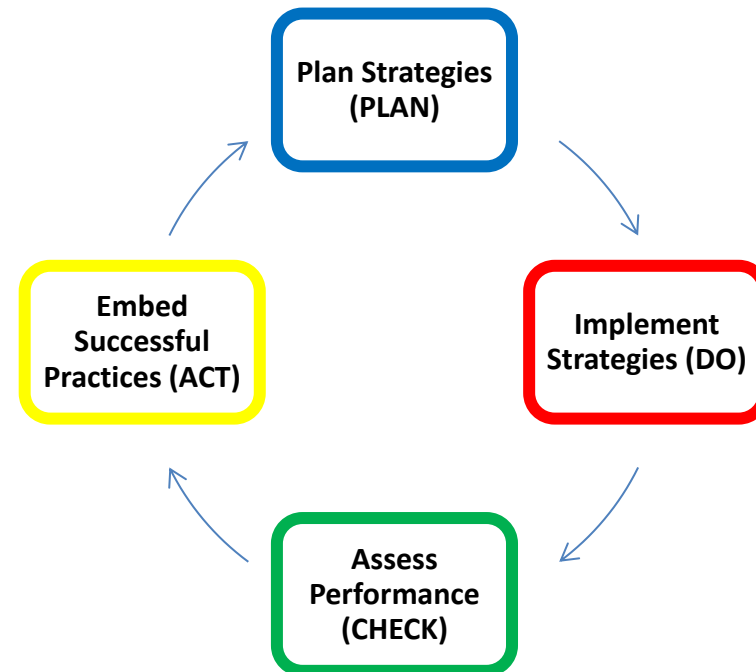 Plan Strategies
(PLAN)
Implement
Strategies (DO)
Assess
Performance
(CHECK)
Embed
Successful
Practices (ACT)